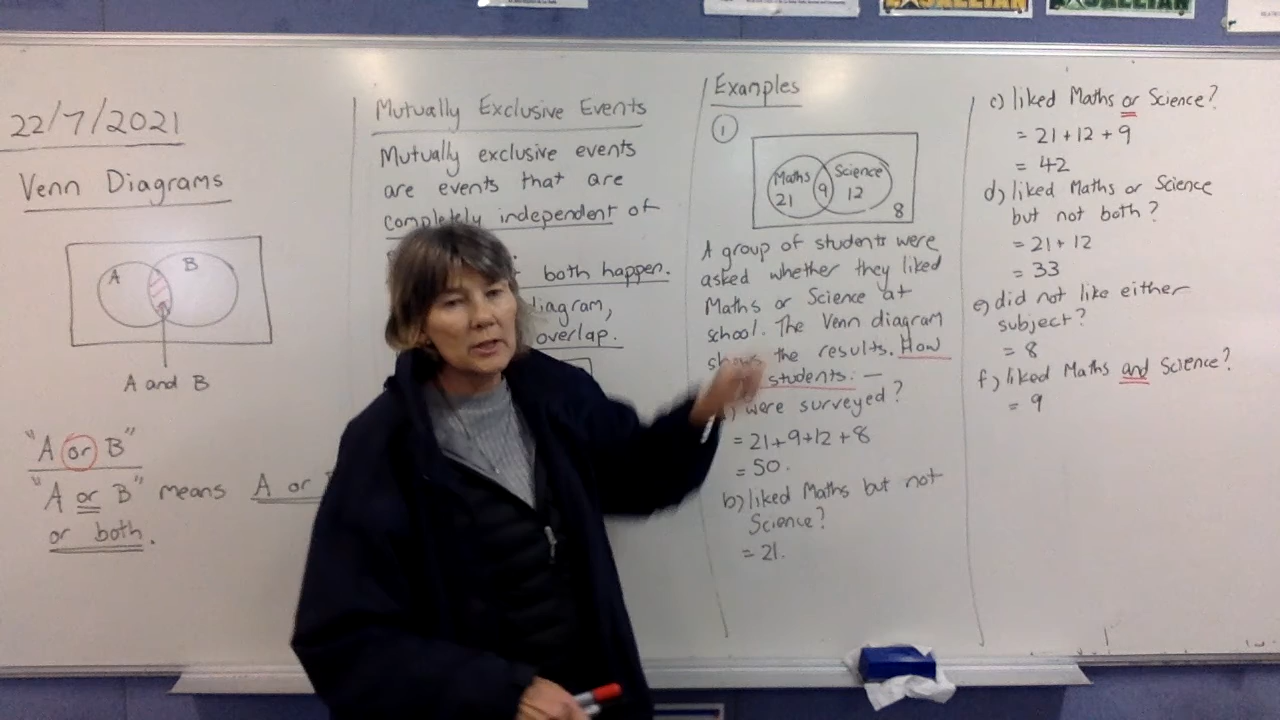 22/7/2021
Venn Diagrams
A
B
A and B
"A or B"
"A or B" means A or
or both.
Mutually Exclusive Events
Mutually exclusive events
are events that are
completely independent of
both happen.
diagram,
overlap.
Examples
1
Maths
21
9
Science
12
8
A group of students were
asked whether they liked
Maths or Science at
school. The Venn diagram
shows the results. How
students: —
a) were surveyed?
= 21+9+12+8
= 50.
b) liked Maths but not
Science?
= 21.
c) liked Maths or Science?
= 21+12+9
= 42
d) liked Maths or Science
but not both?
= 21+12
= 33
e) did not like either
subject?
= 8
f) liked Maths and Science?
= 9